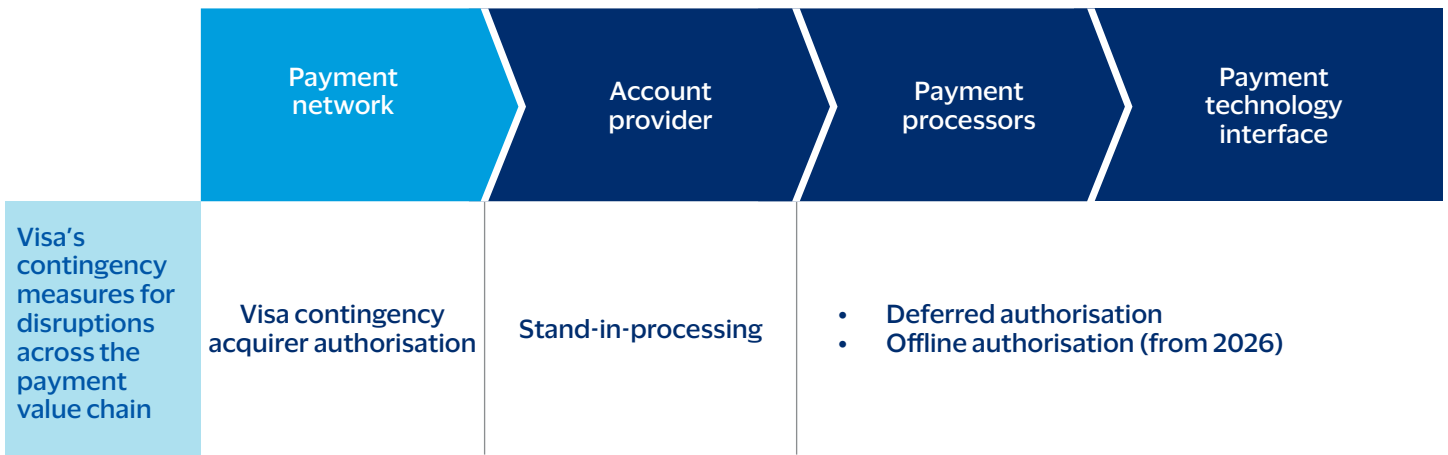 Payment
network
Account
provider
Payment
processors
Payment
technology
interface
Visa's
contingency
measures for
disruptions
across the
payment
value chain
Visa contingency
acquirer authorisation
Stand-in-processing
• Deferred authorisation
• Offline authorisation (from 2026)